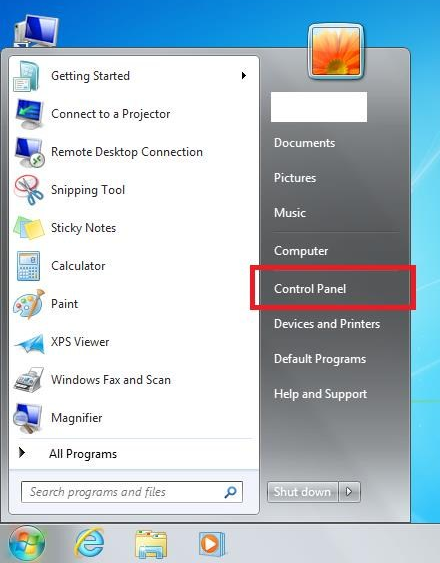 Getting Started
Connect to a Projector
Remote Desktop Connection
Snipping Tool
Sticky Notes
Calculator
Paint
XPS Viewer
Windows Fax and Scan
Magnifier
All Programs
Search programs and files
Documents
Pictures
Music
Computer
Control Panel
Devices and Printers
Default Programs
Help and Support
Shut down